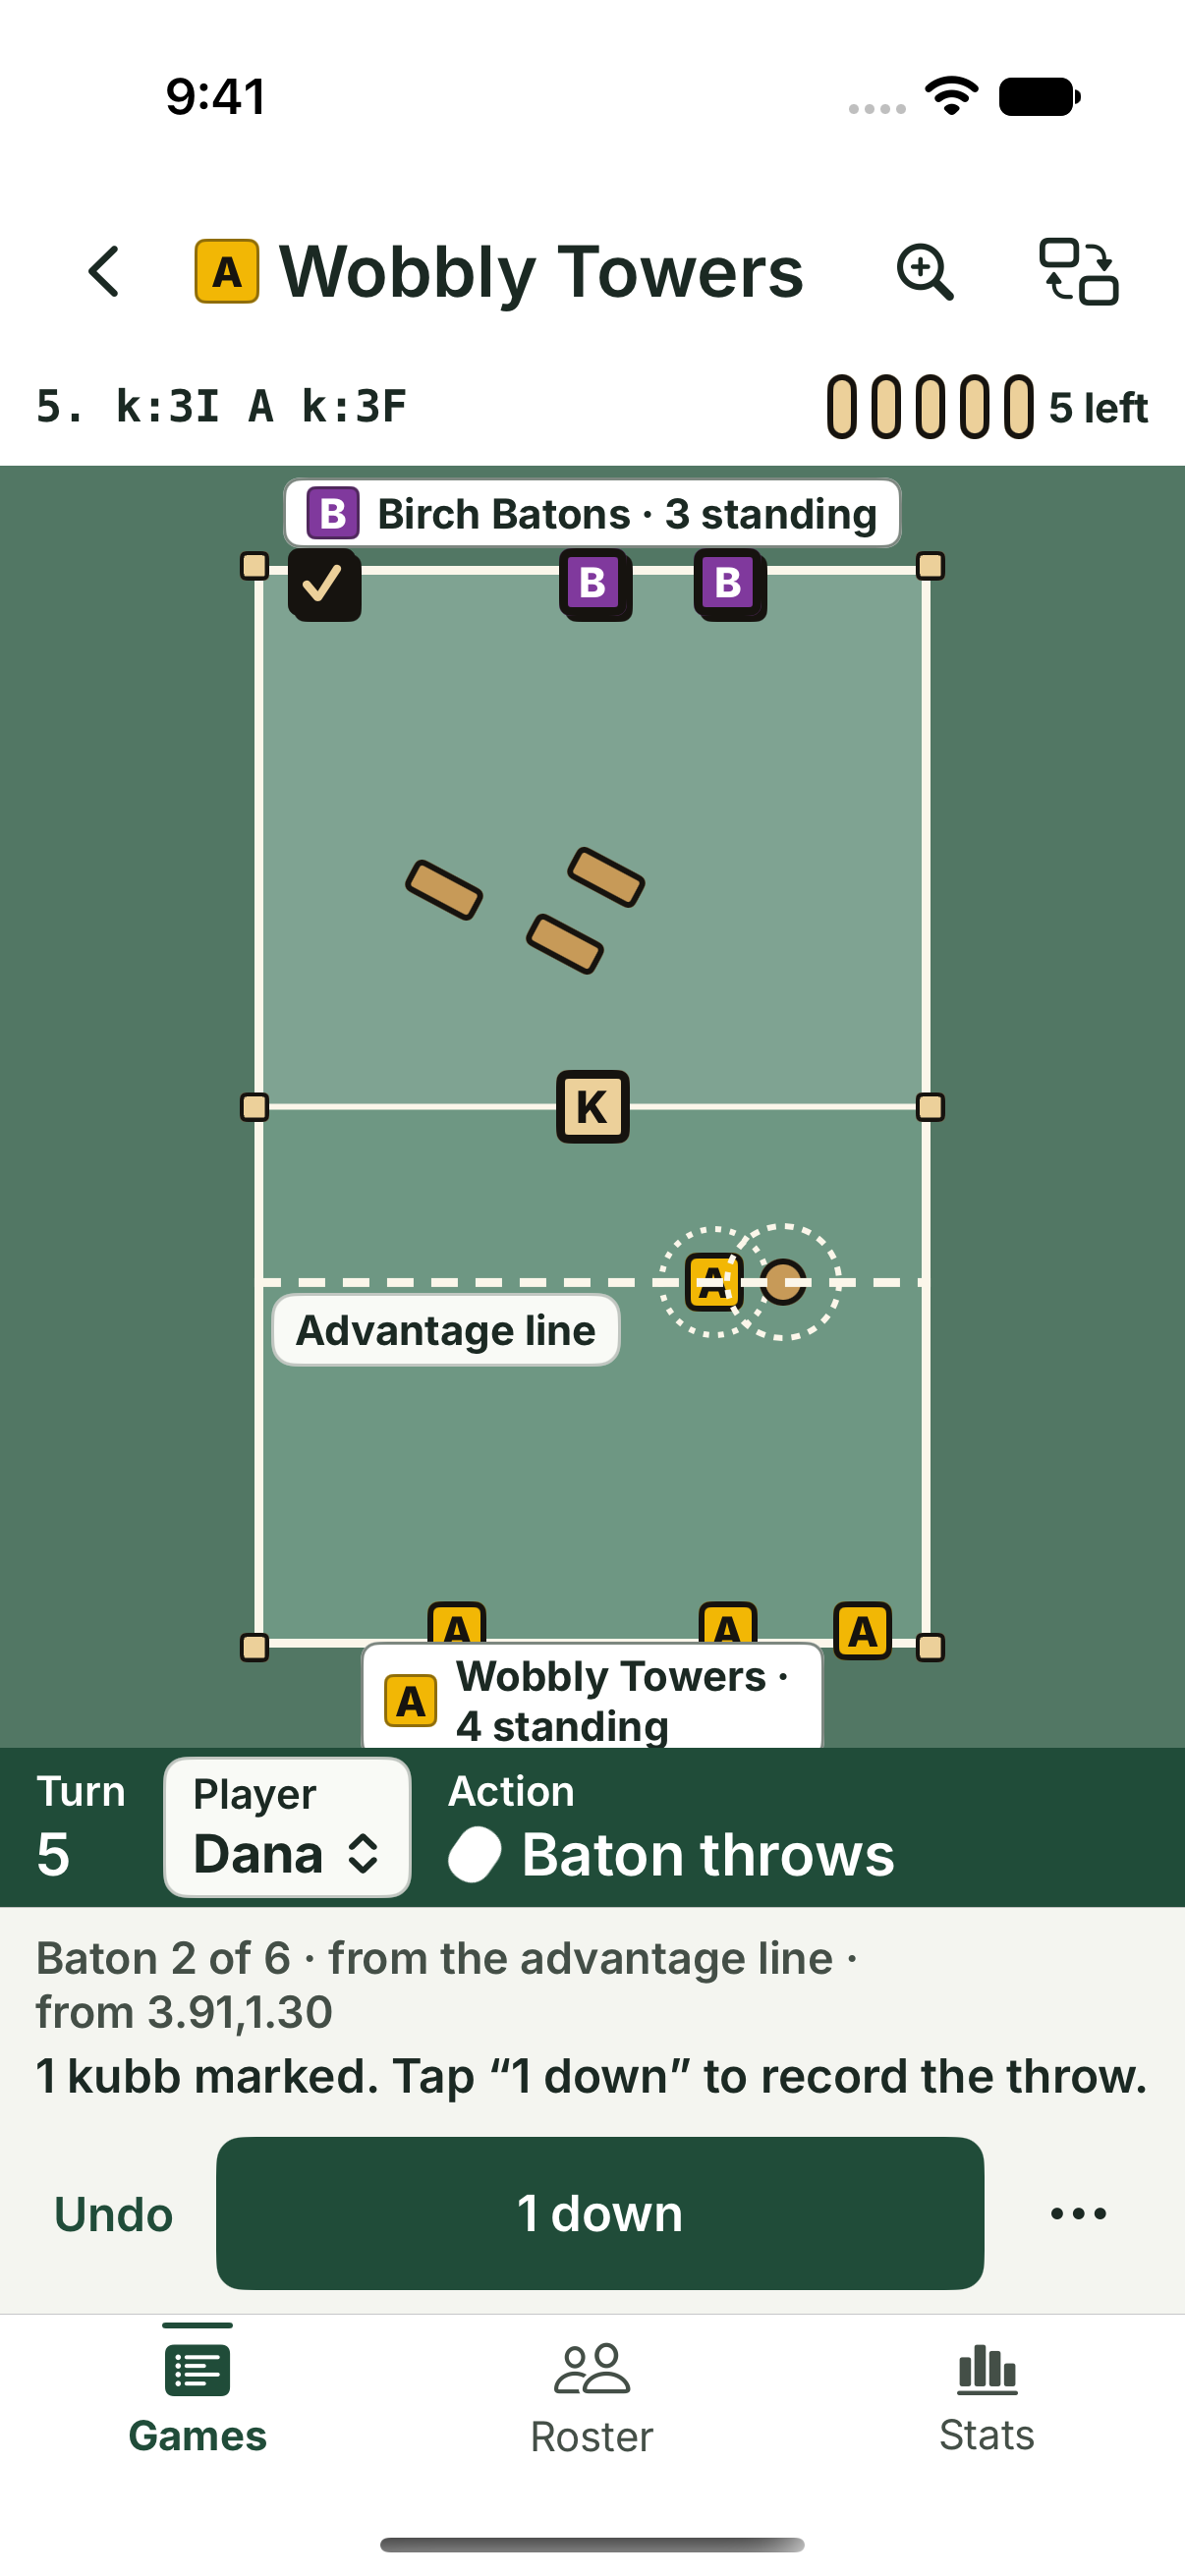 9:41
A Wobbly Towers
5. k:3I A k:3F
5 left
B Birch Batons · 3 standing
B B
K
A
Advantage line
A A A
A Wobbly Towers ·
4 standing
Turn
5
Player
Dana
Action
Baton throws
Baton 2 of 6 · from the advantage line ·
from 3.91,1.30
1 kubb marked. Tap “1 down” to record the throw.
Undo
1 down
Games
Roster
Stats